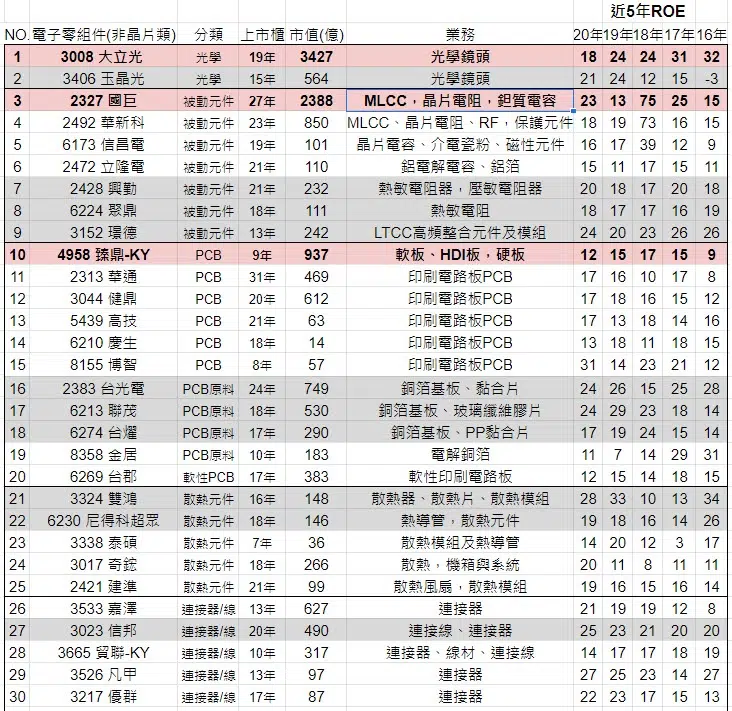 近5年ROE
NO. 電子零組件(非晶片類) 分類 上市櫃 市值(億) 業務 20年 19年 18年 17年 16年
1 3008 大立光 光學 19年 3427 光學鏡頭 18 24 24 31 32
2 3406 玉晶光 光學 15年 564 光學鏡頭 21 24 12 15 -3
3 2327 國巨 被動元件 27年 2388 MLCC，晶片電阻，鉭質電容 23 13 75 25 15
4 2492 華新科 被動元件 23年 850 MLCC、晶片電阻、RF，保護元件 18 19 73 16 15
5 6173 信昌電 被動元件 19年 101 晶片電容、介電瓷粉、磁性元件 16 17 39 12 9
6 2472 立隆電 被動元件 21年 110 鋁電解電容、鋁箔 15 11 17 15 11
7 2428 興勤 被動元件 21年 232 熱敏電阻器，壓敏電阻器 20 18 17 20 18
8 6224 聚鼎 被動元件 18年 111 熱敏電阻 18 17 17 16 19
9 3152 璟德 被動元件 13年 242 LTCC高頻整合元件及模組 24 20 23 26 26
10 4958 臻鼎-KY PCB 9年 937 軟板、HDI板，硬板 12 15 17 15 9
11 2313 華通 PCB 31年 469 印刷電路板PCB 17 16 10 17 8
12 3044 健鼎 PCB 20年 612 印刷電路板PCB 17 18 16 15 12
13 5439 高技 PCB 21年 63 印刷電路板PCB 17 13 18 14 16
14 6210 慶生 PCB 18年 14 印刷電路板PCB 13 18 11 18 15
15 8155 博智 PCB 8年 57 印刷電路板PCB 31 14 23 21 12
16 2383 台光電 PCB原料 24年 749 銅箔基板、黏合片 24 26 15 25 28
17 6213 聯茂 PCB原料 18年 530 銅箔基板、玻璃纖維膠片 24 29 23 18 14
18 6274 台燿 PCB原料 17年 290 銅箔基板、PP黏合片 17 19 24 15 14
19 8358 金居 PCB原料 10年 183 電解銅箔 11 7 14 29 31
20 6269 台郡 軟性PCB 17年 383 軟性印刷電路板 12 15 14 18 15
21 3324 雙鴻 散熱元件 16年 148 散熱器、散熱片、散熱模組 28 33 10 13 34
22 6230 尼得科超眾 散熱元件 18年 146 熱導管，散熱元件 19 18 16 14 26
23 3338 泰碩 散熱元件 7年 36 散熱模組及熱導管 14 20 12 3 17
24 3017 奇鋐 散熱元件 18年 266 散熱，機箱與系統 20 11 8 11 11
25 2421 建準 散熱元件 21年 99 散熱風扇，散熱模組 19 16 15 16 14
26 3533 嘉澤 連接器/線 13年 627 連接器 21 19 19 12 8
27 3023 信邦 連接器/線 20年 490 連接線、連接器 25 23 21 20 20
28 3665 貿聯-KY 連接器/線 10年 317 連接器、線材、連接線 14 17 17 18 19
29 3526 凡甲 連接器/線 13年 97 連接器 27 25 23 14 27
30 3217 優群 連接器/線 17年 87 連接器 22 23 17 15 13